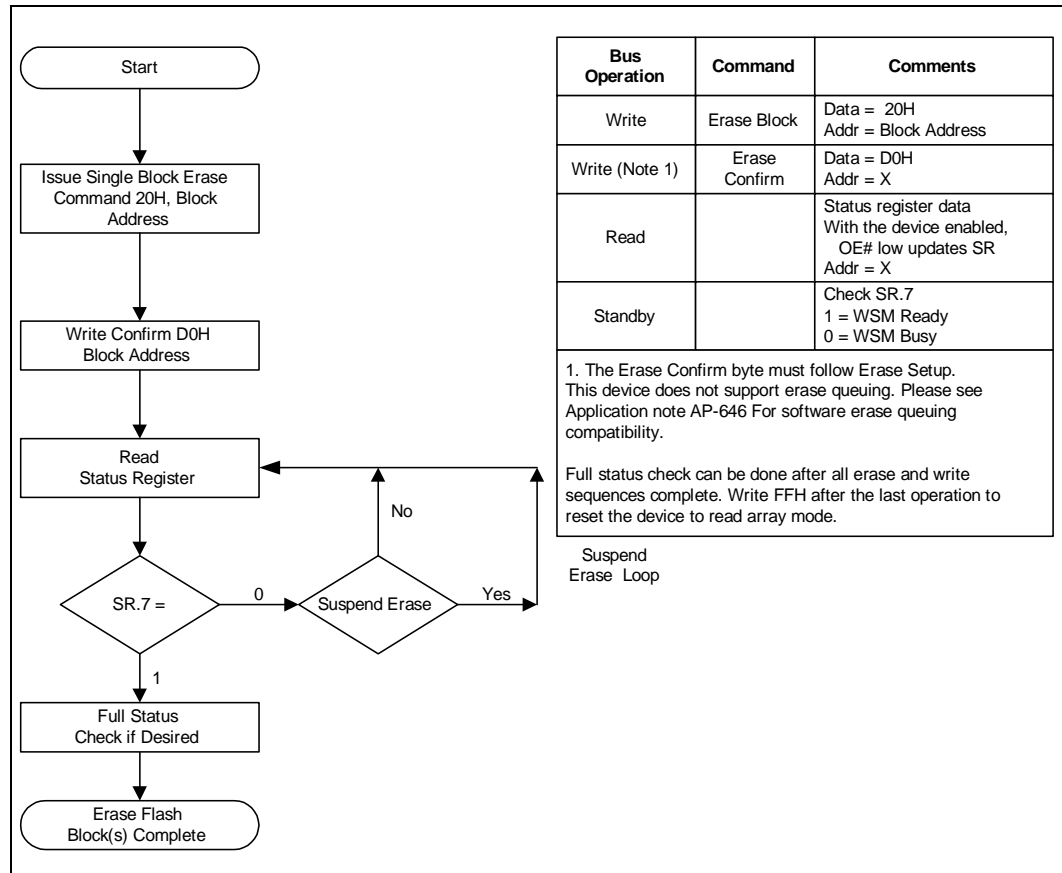 Start
Issue Single Block Erase
Command 20H, Block
Address
Write Confirm D0H
Block Address
Read
Status Register
No
SR.7 =
0
Suspend Erase
Yes
1
Full Status
Check if Desired
Erase Flash
Block(s) Complete
Bus
Operation
Command
Comments
Write
Erase Block
Data = 20H
Addr = Block Address
Write (Note 1)
Erase
Confirm
Data = D0H
Addr = X
Read
Status register data
With the device enabled,
OE# low updates SR
Addr = X
Standby
Check SR.7
1 = WSM Ready
0 = WSM Busy
1. The Erase Confirm byte must follow Erase Setup.
This device does not support erase queuing. Please see
Application note AP-646 For software erase queuing
compatibility.
Full status check can be done after all erase and write
sequences complete. Write FFH after the last operation to
reset the device to read array mode.
Suspend
Erase Loop